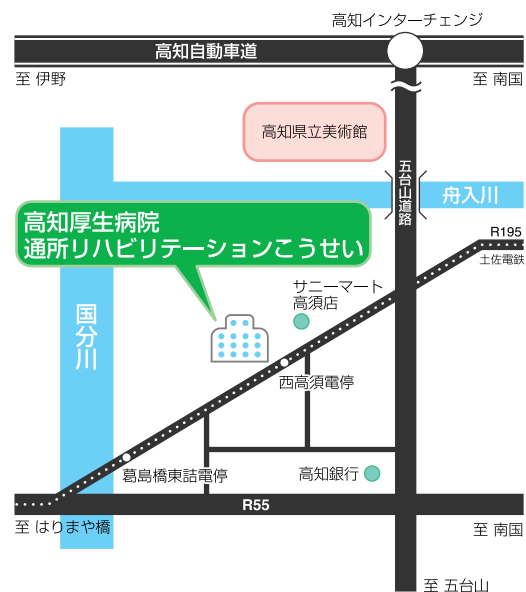 高知インターチェンジ
高知自動車道
至 伊野
至 南国
高知県立美術館
五台山道路
舟入川
高知厚生病院
通所リハビリテーションこうせい
R195
土佐電鉄
サニーマート
高須店
国分川
西高須電停
葛島橋東詰電停
高知銀行
R55
至 はりまや橋
至 南国
至 五台山